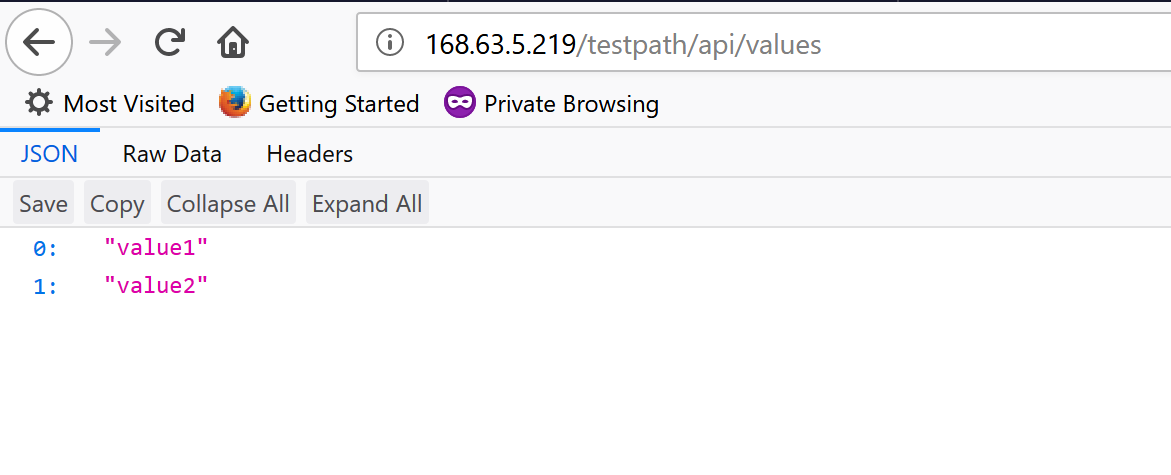 168.63.5.219/testpath/api/values
Most Visited Getting Started Private Browsing
JSON Raw Data Headers
Save Copy Collapse All Expand All
0: "value1"
1: "value2"